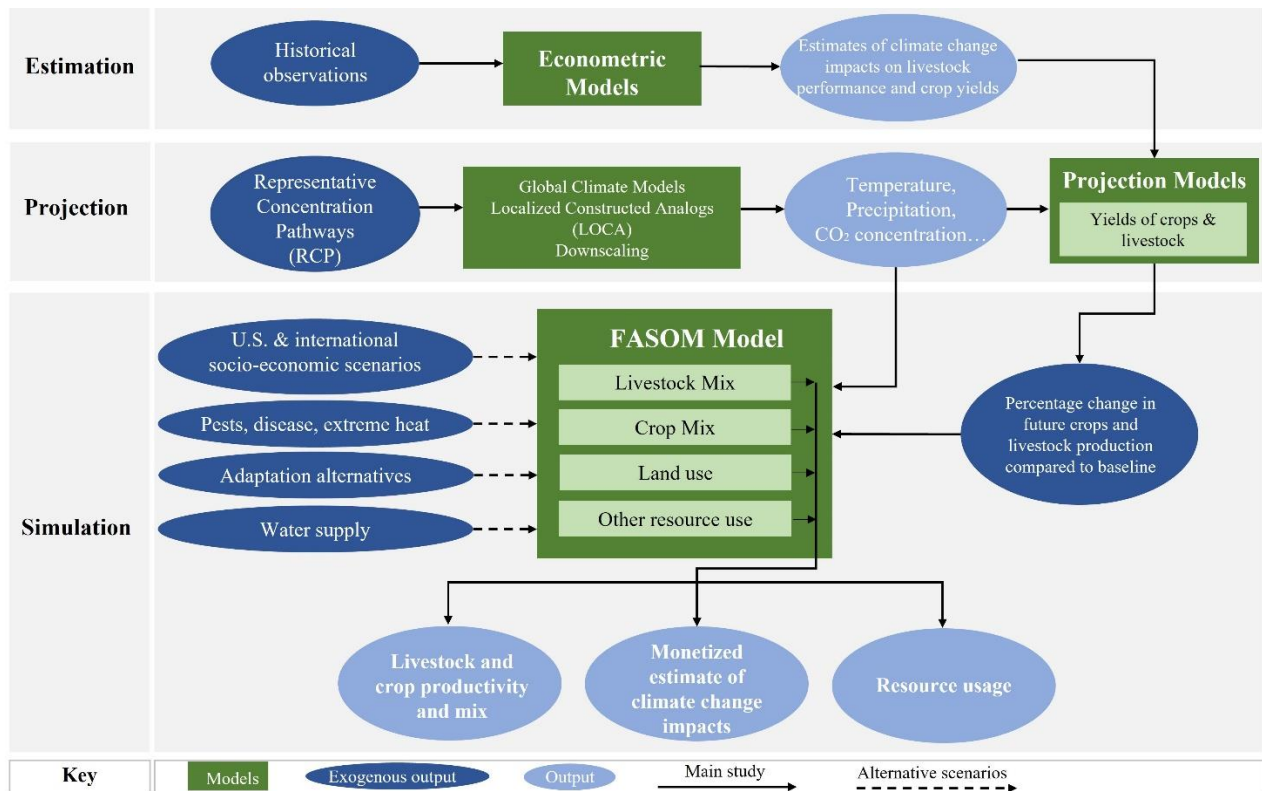 Estimation
Historical
observations
Econometric
Models
Estimates of climate change
impacts on livestock
performance and crop yields
Projection
Representative
Concentration
Pathways
(RCP)
Global Climate Models
Localized Constructed Analogs
(LOCA)
Downscaling
Temperature,
Precipitation,
CO₂ concentration…
Projection Models
Yields of crops &
livestock
Simulation
U.S. & international
socio-economic scenarios
Pests, disease, extreme heat
Adaptation alternatives
Water supply
FASOM Model
Livestock Mix
Crop Mix
Land use
Other resource use
Percentage change in
future crops and
livestock production
compared to baseline
Livestock and
crop productivity
and mix
Monetized
estimate of
climate change
impacts
Resource usage
Key
Models
Exogenous output
Output
Main study
Alternative scenarios